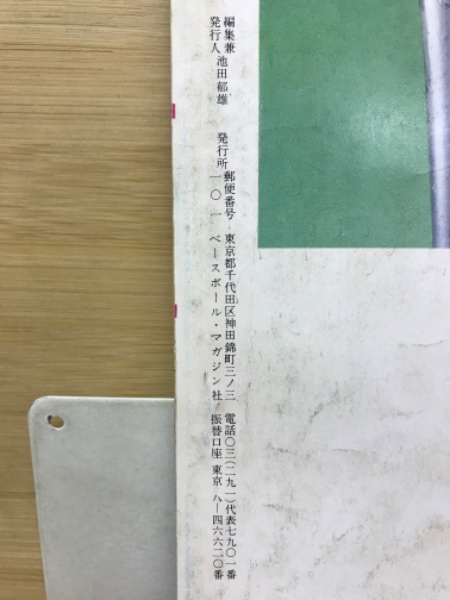 編集兼
発行人 池田郁雄
発行所
郵便番号
一〇一
東京都千代田区神田錦町三ノ三
ベースボール・マガジン社
電話〇三(二九一)代表七九〇一番
振替口座 東京 八―四六六二〇番